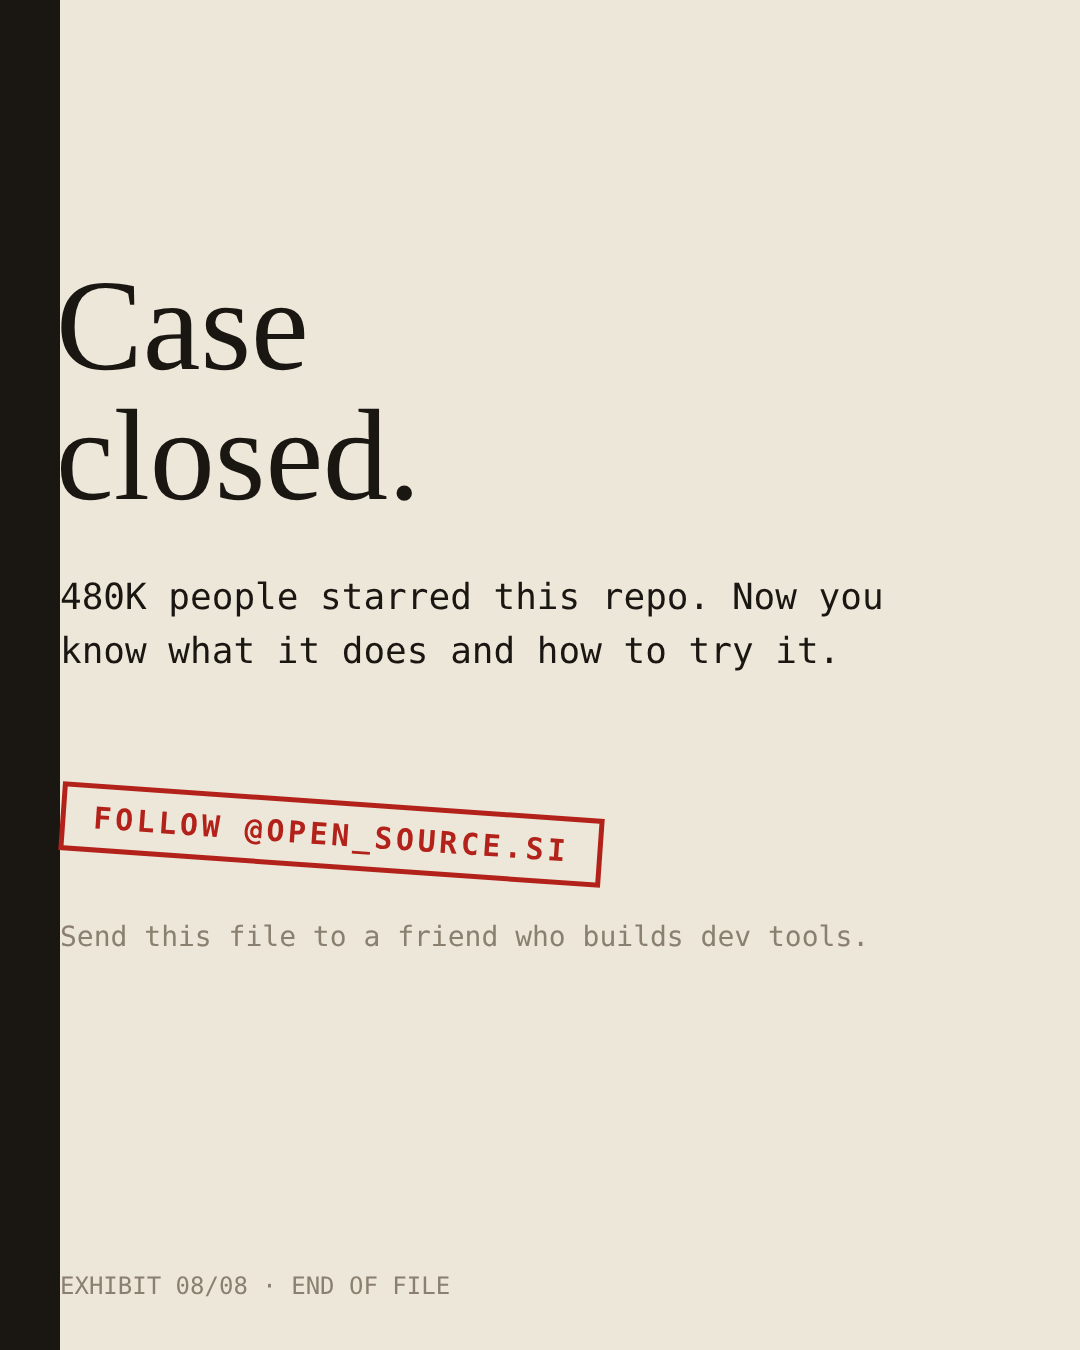 Case
closed.
480K people starred this repo. Now you
know what it does and how to try it.
FOLLOW @OPEN_SOURCE.SI
Send this file to a friend who builds dev tools.
EXHIBIT 08/08 · END OF FILE